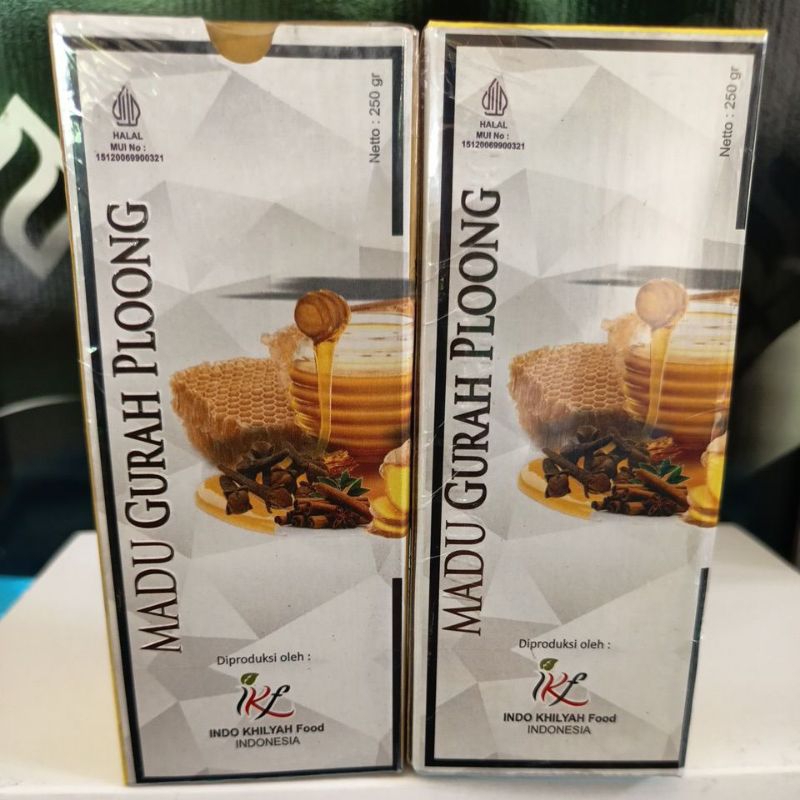 HALAL
MUI No :
15120069900321
Netto : 250 gr
MADU GURAH PLOONG
Diproduksi oleh :
ikf
INDO KHILYAH Food
INDONESIA
HALAL
MUI No :
15120069900321
Netto : 250 gr
MADU GURAH PLOONG
Diproduksi oleh :
ikf
INDO KHILYAH Food
INDONESIA